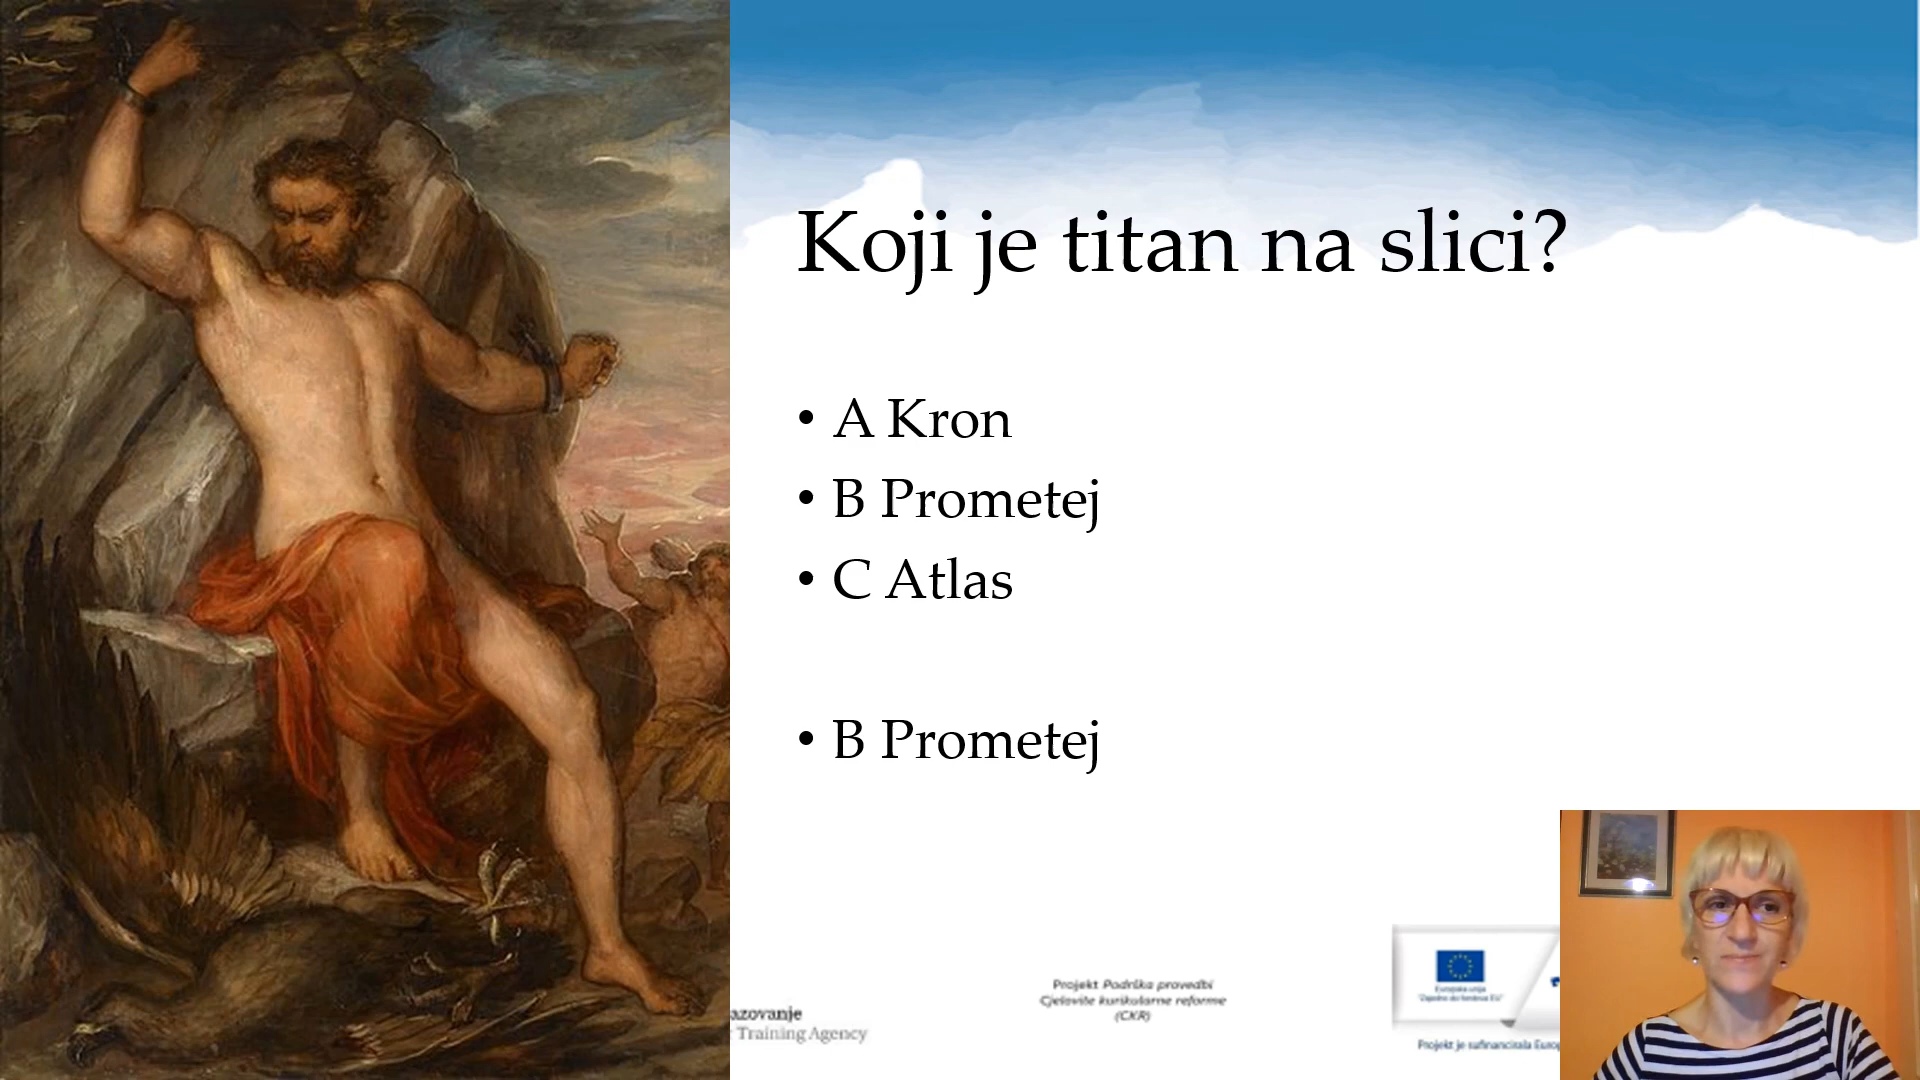 Koji je titan na slici?
• A Kron
• B Prometej
• C Atlas
• B Prometej
azovanje
Training Agency
Projekt Podrška provedbi
Cjelovite kurikularne reforme
(CKR)
Europska unija
"Zajedno do fondova EU"
Projekt je sufinancirala Euro